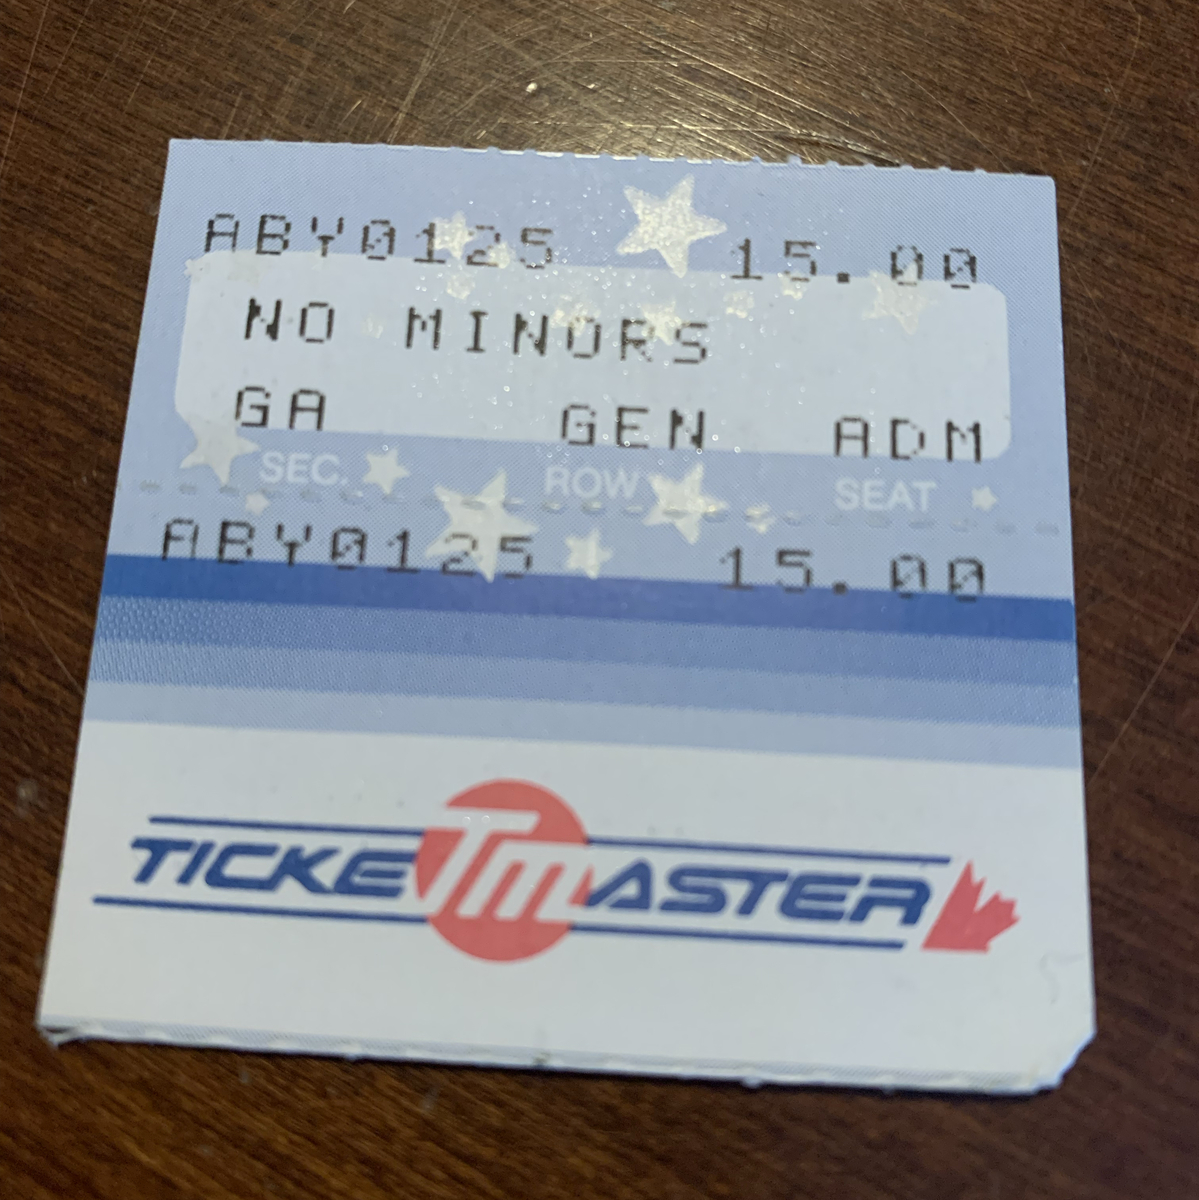 ABY0125 15.00
NO MINORS
GA GEN ADM
SEC. ROW SEAT
ABY0125 15.00
TICKETMASTER